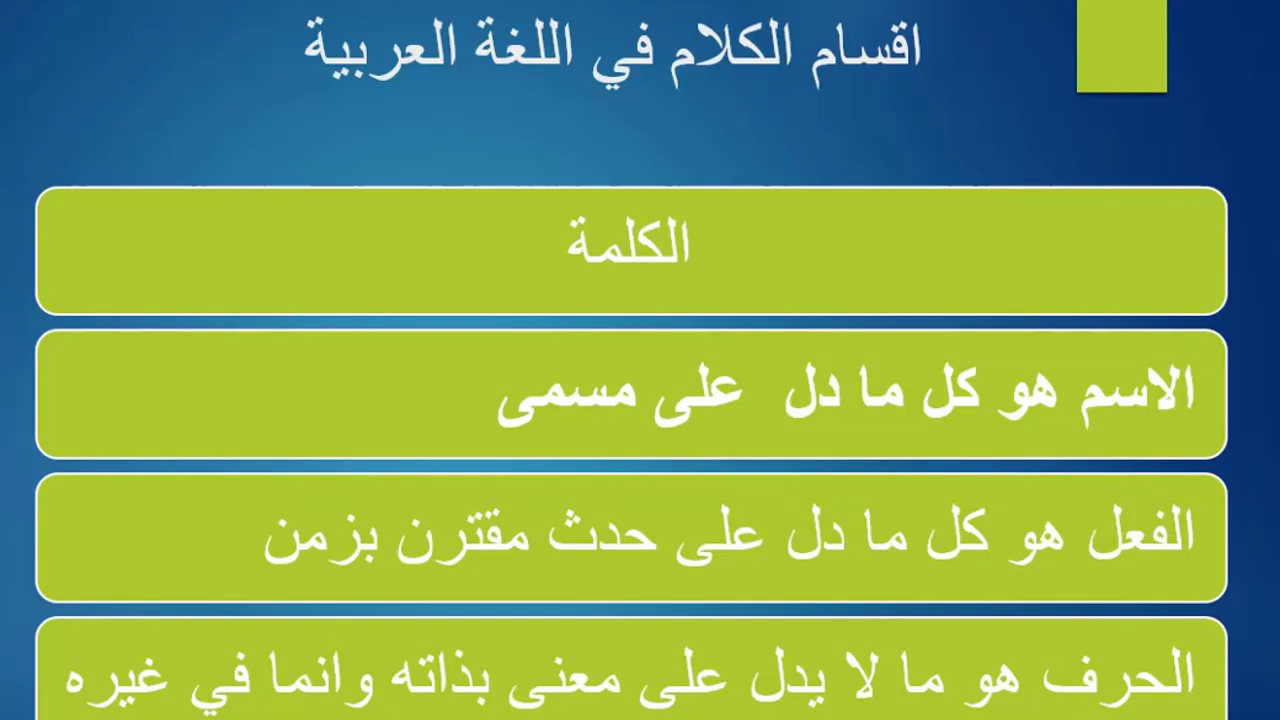 اقسام الكلام في اللغة العربية
الكلمة
الاسم هو كل ما دل على مسمى
الفعل هو كل ما دل على حدث مقترن بزمن
الحرف هو ما لا يدل على معنى بذاته وانما في غيره